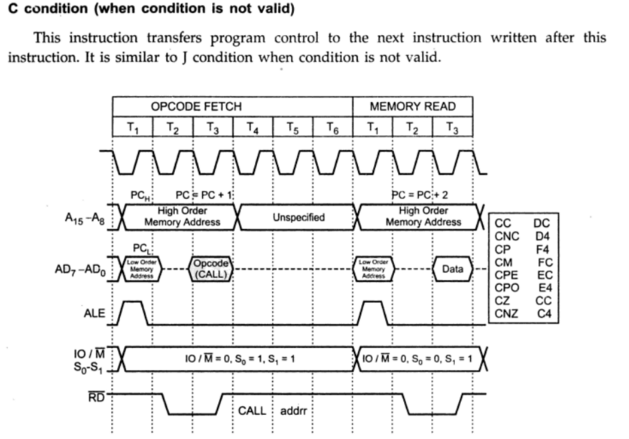 C condition (when condition is not valid)
This instruction transfers program control to the next instruction written after this
instruction. It is similar to J condition when condition is not valid.
OPCODE FETCH MEMORY READ
T1 T2 T3 T4 T5 T6 T1 T2 T3
PCH PC = PC + 1 PC = PC + 2
A15 -A8 High Order Memory Address Unspecified High Order Memory Address
PCL
AD7 -AD0 Low Order Memory Address Opcode (CALL) Low Order Memory Address Data
ALE
IO / M̅ S0-S1 IO / M̅ = 0, S0 = 1, S1 = 1 IO / M̅ = 0, S0 = 0, S1 = 1
R̅D̅
CALL addrr
CC DC
CNC D4
CP F4
CM FC
CPE EC
CPO E4
CZ CC
CNZ C4